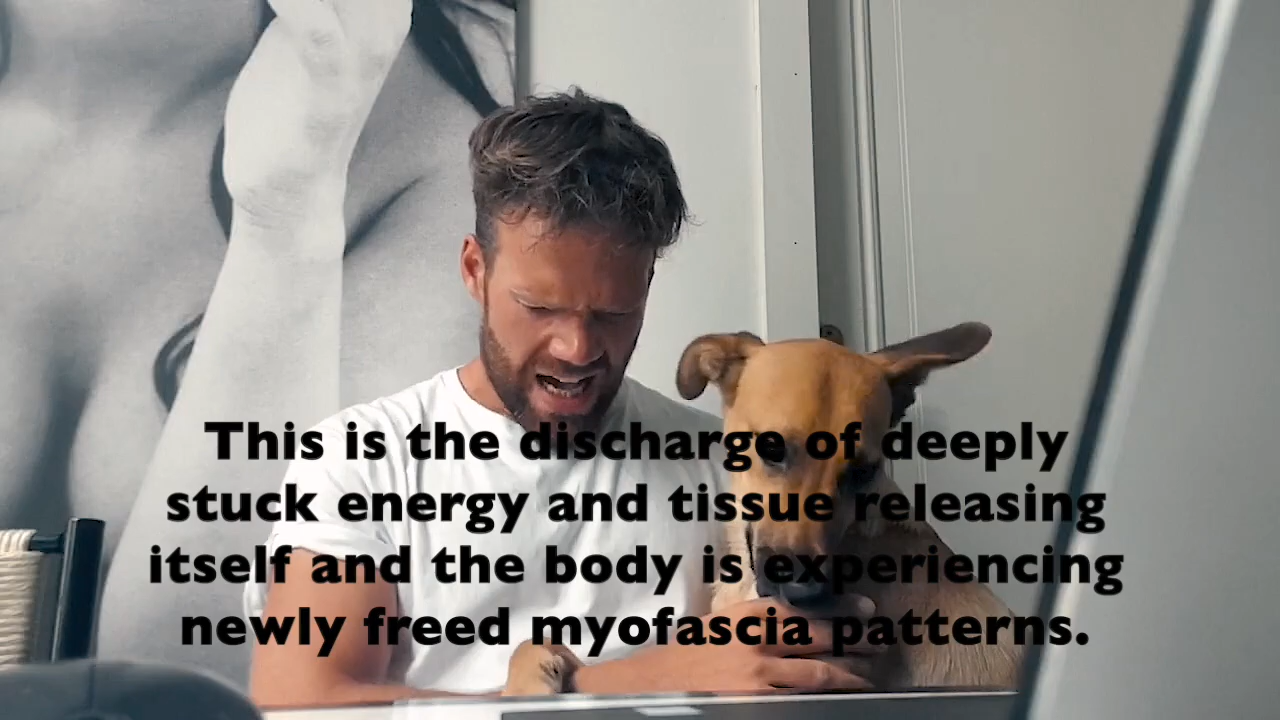 This is the discharge of deeply
stuck energy and tissue releasing
itself and the body is experiencing
newly freed myofascia patterns.